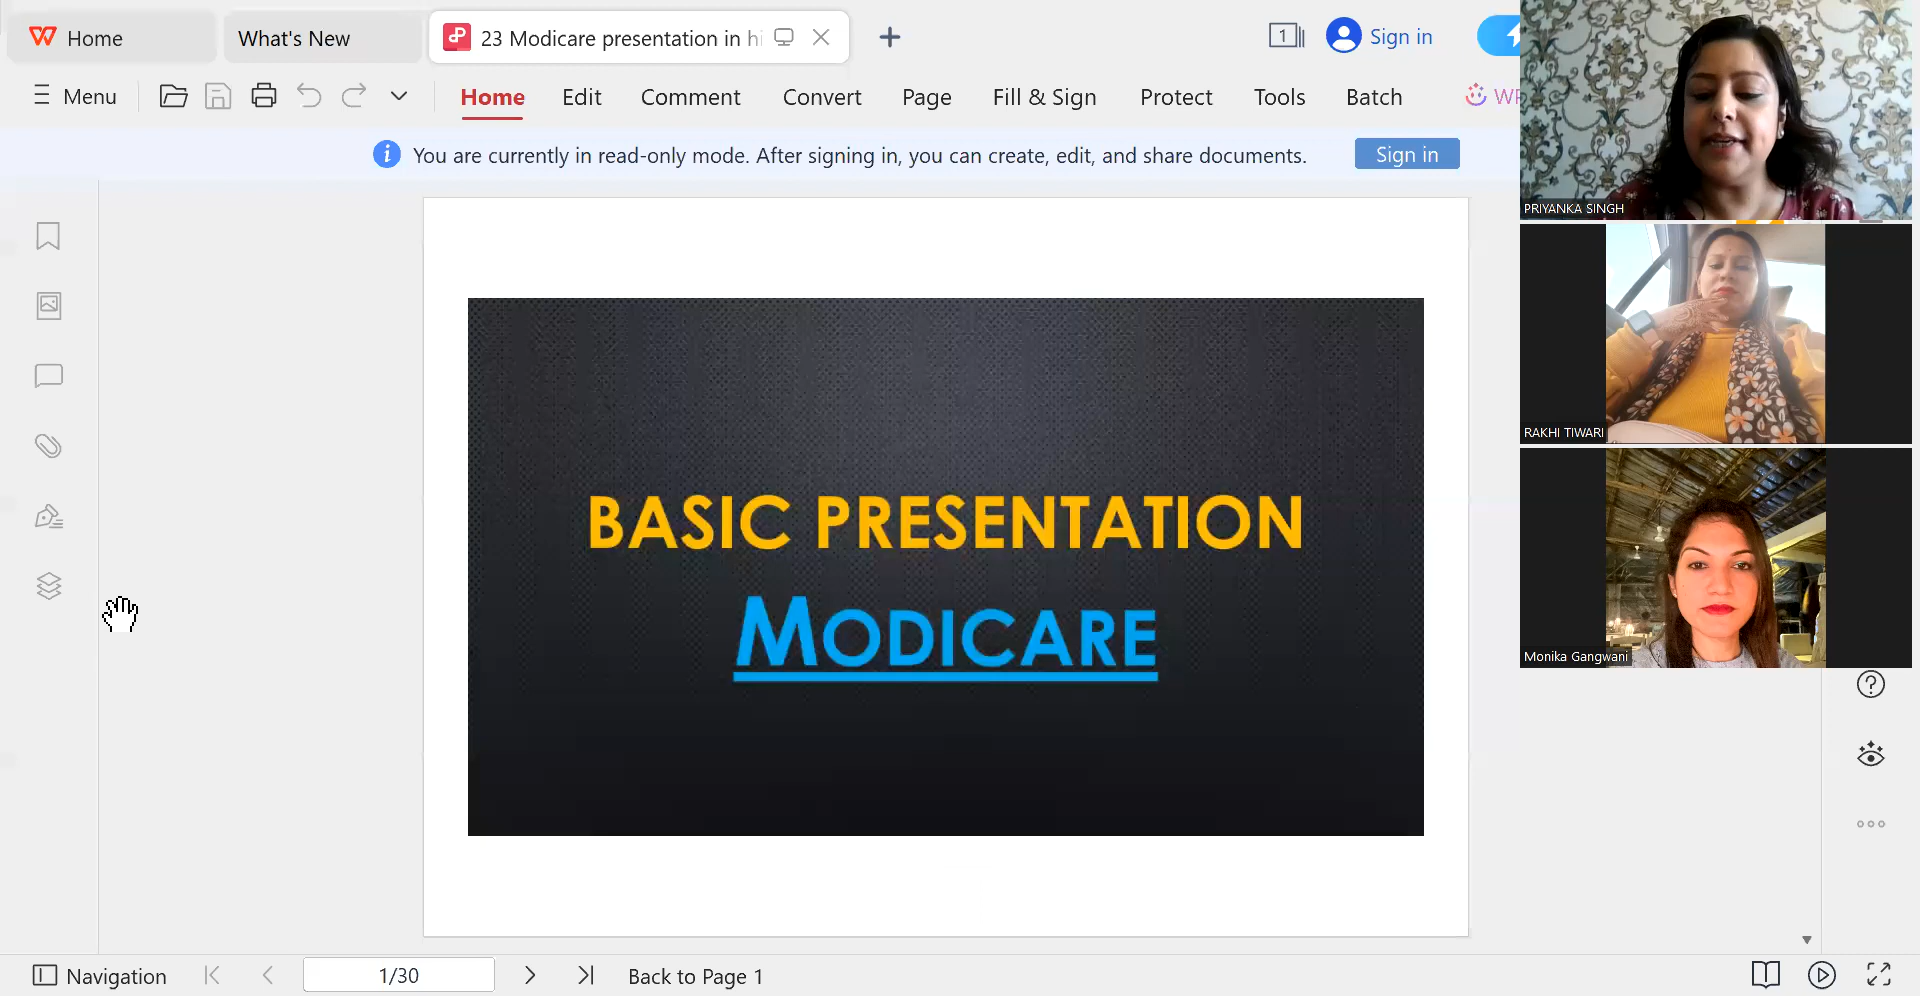 Home
What's New
23 Modicare presentation in hi
1
Sign in
Menu
Home
Edit
Comment
Convert
Page
Fill & Sign
Protect
Tools
Batch
You are currently in read-only mode. After signing in, you can create, edit, and share documents.
Sign in
PRIYANKA SINGH
RAKHI TIWARI
Monika Gangwani
BASIC PRESENTATION
MODICARE
Navigation
1/30
Back to Page 1